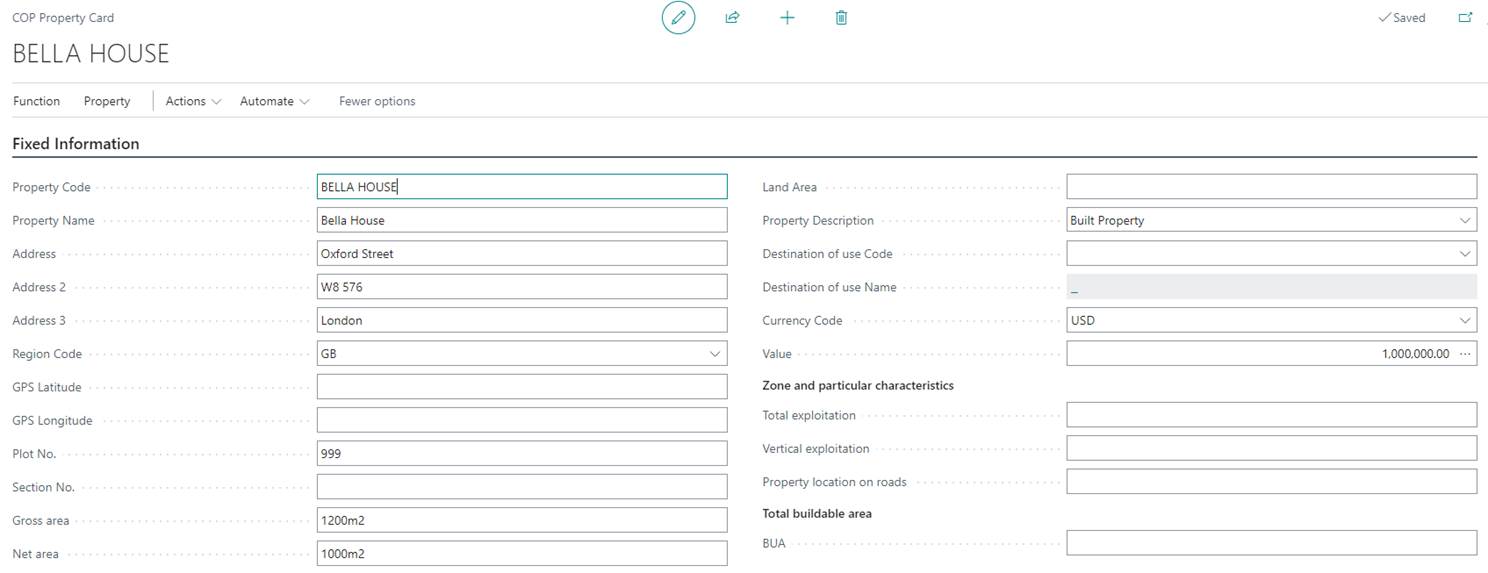 COP Property Card
Saved
BELLA HOUSE
Function Property Actions Automate Fewer options
Fixed Information
Property Code BELLA HOUSE
Property Name Bella House
Address Oxford Street
Address 2 W8 576
Address 3 London
Region Code GB
GPS Latitude
GPS Longitude
Plot No. 999
Section No.
Gross area 1200m2
Net area 1000m2
Land Area
Property Description Built Property
Destination of use Code
Destination of use Name _
Currency Code USD
Value 1,000,000.00 ...
Zone and particular characteristics
Total exploitation
Vertical exploitation
Property location on roads
Total buildable area
BUA